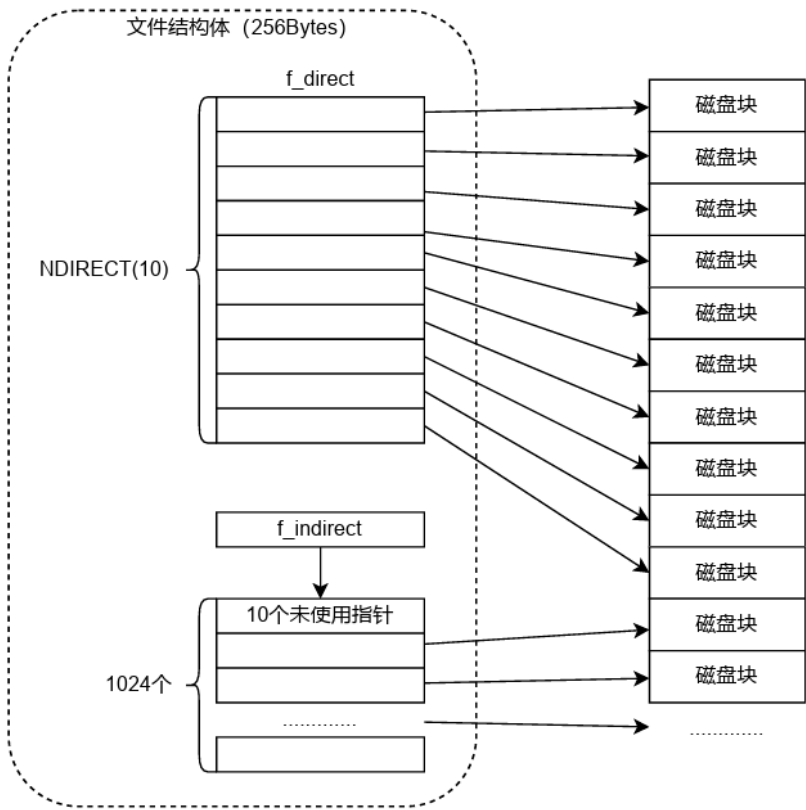 文件结构体（256Bytes）
f_direct
NDIRECT(10)
磁盘块
磁盘块
磁盘块
磁盘块
磁盘块
磁盘块
磁盘块
磁盘块
磁盘块
磁盘块
f_indirect
10个未使用指针
1024个
.............
磁盘块
磁盘块
.............